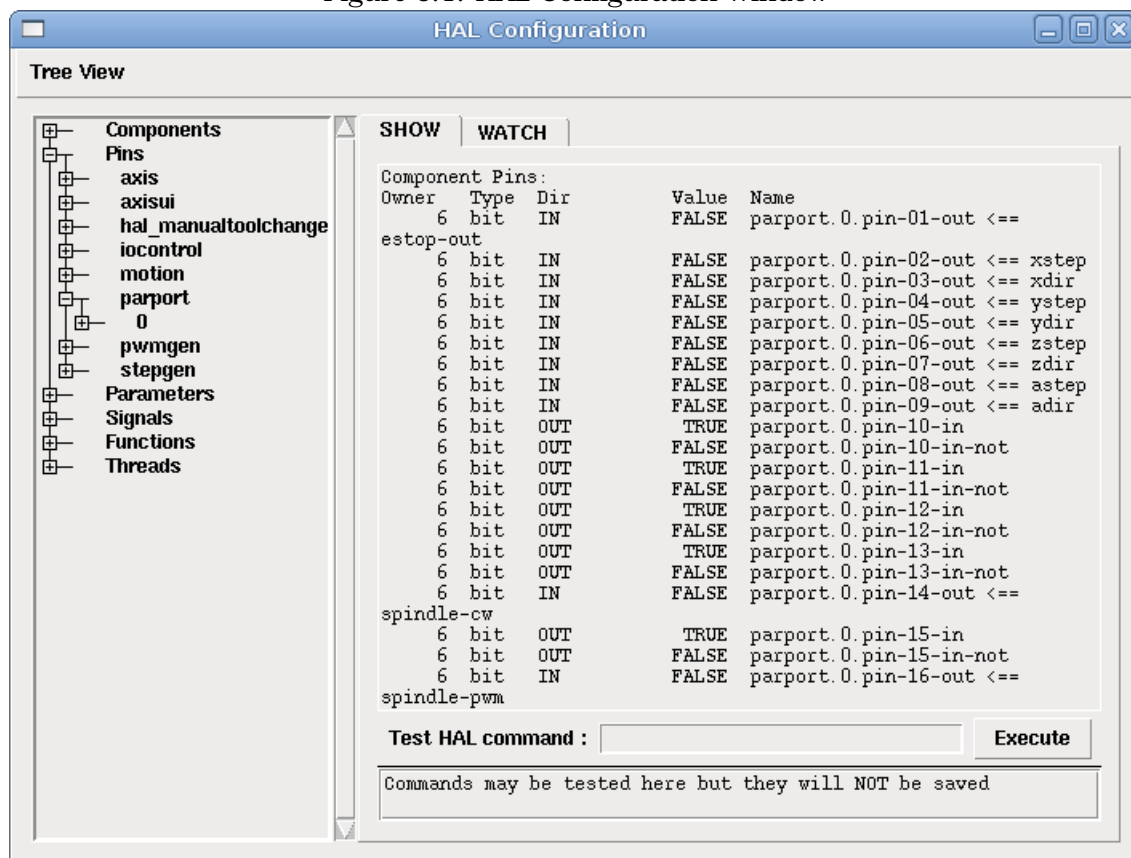 Figure 8.1: HAL Configuration Window
HAL Configuration
Tree View
Components
Pins
axis
axisui
hal_manualtoolchange
iocontrol
motion
parport
0
pwmgen
stepgen
Parameters
Signals
Functions
Threads
SHOW WATCH
Component Pins:
Owner Type Dir Value Name
6 bit IN FALSE parport.0.pin-01-out <==
estop-out
6 bit IN FALSE parport.0.pin-02-out <== xstep
6 bit IN FALSE parport.0.pin-03-out <== xdir
6 bit IN FALSE parport.0.pin-04-out <== ystep
6 bit IN FALSE parport.0.pin-05-out <== ydir
6 bit IN FALSE parport.0.pin-06-out <== zstep
6 bit IN FALSE parport.0.pin-07-out <== zdir
6 bit IN FALSE parport.0.pin-08-out <== astep
6 bit IN FALSE parport.0.pin-09-out <== adir
6 bit OUT TRUE parport.0.pin-10-in
6 bit OUT FALSE parport.0.pin-10-in-not
6 bit OUT TRUE parport.0.pin-11-in
6 bit OUT FALSE parport.0.pin-11-in-not
6 bit OUT TRUE parport.0.pin-12-in
6 bit OUT FALSE parport.0.pin-12-in-not
6 bit OUT TRUE parport.0.pin-13-in
6 bit OUT FALSE parport.0.pin-13-in-not
6 bit IN FALSE parport.0.pin-14-out <==
spindle-cw
6 bit OUT TRUE parport.0.pin-15-in
6 bit OUT FALSE parport.0.pin-15-in-not
6 bit IN FALSE parport.0.pin-16-out <==
spindle-pwm
Test HAL command : Execute
Commands may be tested here but they will NOT be saved